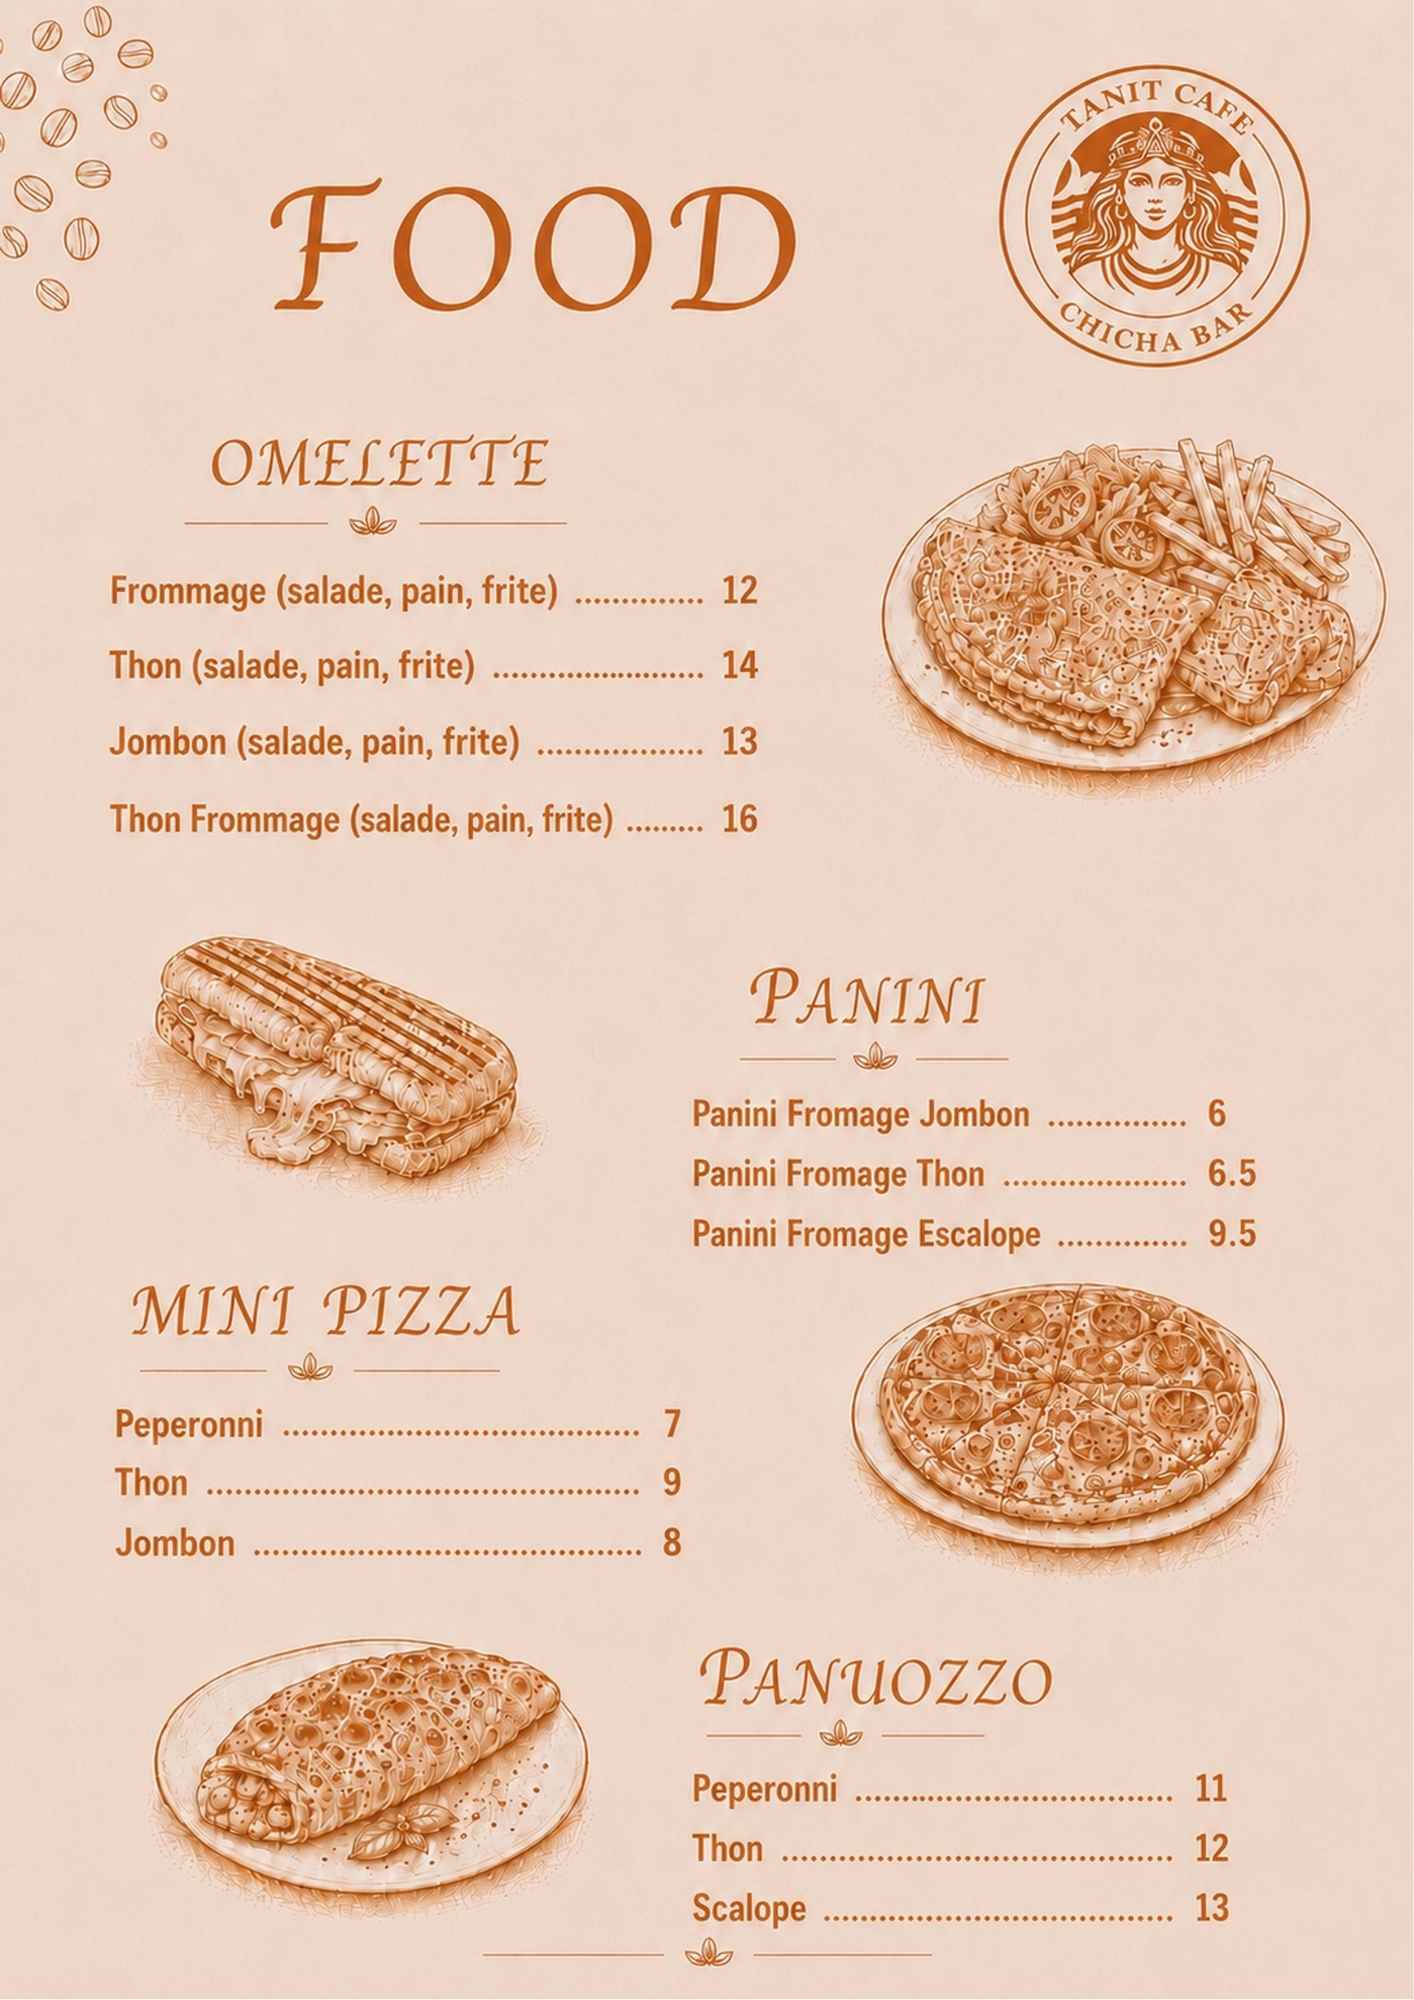 TANIT CAFE
CHICHA BAR
FOOD
OMELETTE
Frommage (salade, pain, frite) .............. 12
Thon (salade, pain, frite) ....................... 14
Jombon (salade, pain, frite) .................. 13
Thon Frommage (salade, pain, frite) ......... 16
PANINI
Panini Fromage Jombon ............... 6
Panini Fromage Thon .................... 6.5
Panini Fromage Escalope .............. 9.5
MINI PIZZA
Peperonni ...................................... 7
Thon .............................................. 9
Jombon ......................................... 8
PANUOZZO
Peperonni .................................. 11
Thon .......................................... 12
Scalope ..................................... 13